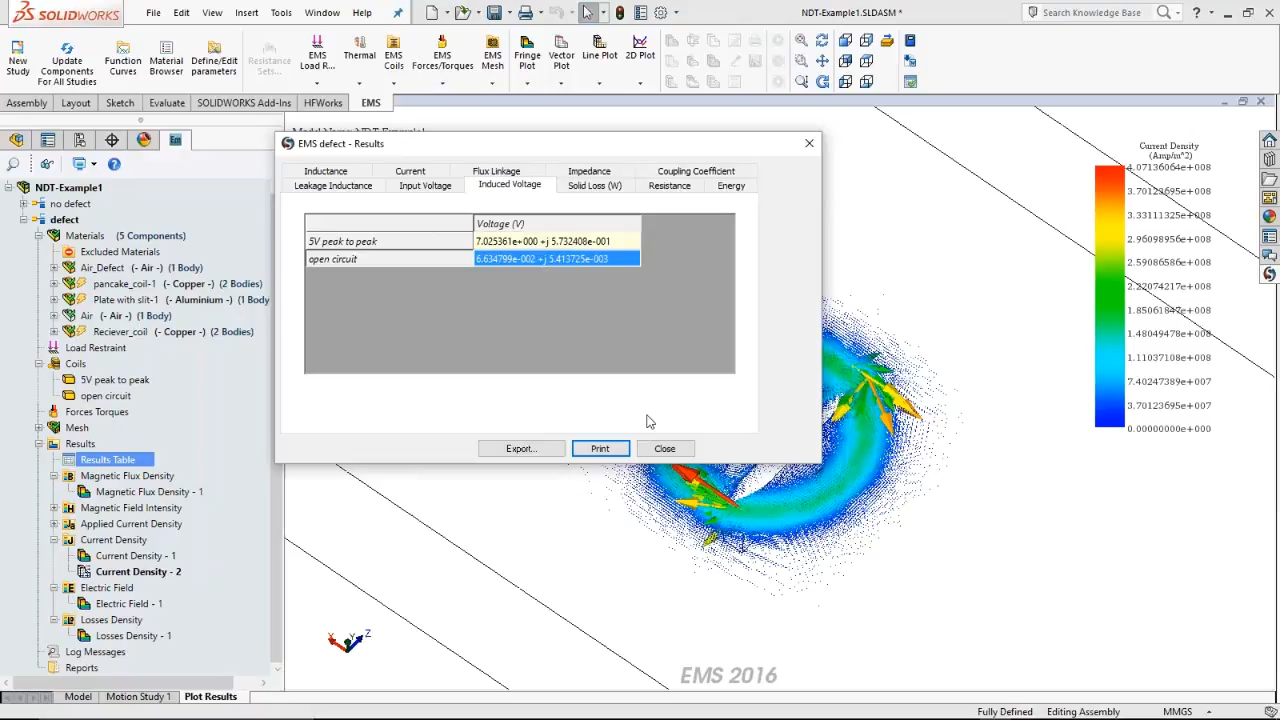 SOLIDWORKS
File Edit View Insert Tools Window Help
NDT-Example1.SLDASM *
Search Knowledge Base
New Study
Update Components For All Studies
Function Curves
Material Browser
Define/Edit parameters
Resistance Sets...
EMS Load R...
Thermal
EMS Coils
EMS Forces/Torques
EMS Mesh
Fringe Plot
Vector Plot
Line Plot
2D Plot
Assembly Layout Sketch Evaluate SOLIDWORKS Add-Ins HFWorks EMS
NDT-Example1
no defect
defect
Materials (5 Components)
Excluded Materials
Air_Defect (- Air -) (1 Body)
pancake_coil-1 (- Copper -) (2 Bodies)
Plate with slit-1 (- Aluminium -) (1 Body)
Air (- Air -) (1 Body)
Reciever_coil (- Copper -) (2 Bodies)
Load Restraint
Coils
5V peak to peak
open circuit
Forces Torques
Mesh
Results
Results Table
Magnetic Flux Density
Magnetic Flux Density - 1
Magnetic Field Intensity
Applied Current Density
Current Density
Current Density - 1
Current Density - 2
Electric Field
Electric Field - 1
Losses Density
Losses Density - 1
Log Messages
Reports
Model Name: NDT-Example1
EMS defect - Results
Inductance Current Flux Linkage Impedance Coupling Coefficient
Leakage Inductance Input Voltage Induced Voltage Solid Loss (W) Resistance Energy
Voltage (V)
5V peak to peak 7.025361e+000 +j 5.732408e-001
open circuit 6.634799e-002 +j 5.413725e-003
Export... Print Close
Current Density
(Amp/m^2)
4.07136064e+008
3.70123695e+008
3.33111325e+008
2.96098956e+008
2.59086586e+008
2.22074217e+008
1.85061847e+008
1.48049478e+008
1.11037108e+008
7.40247389e+007
3.70123695e+007
0.00000000e+000
X Y Z
EMS 2016
Model Motion Study 1 Plot Results
Fully Defined Editing Assembly MMGS